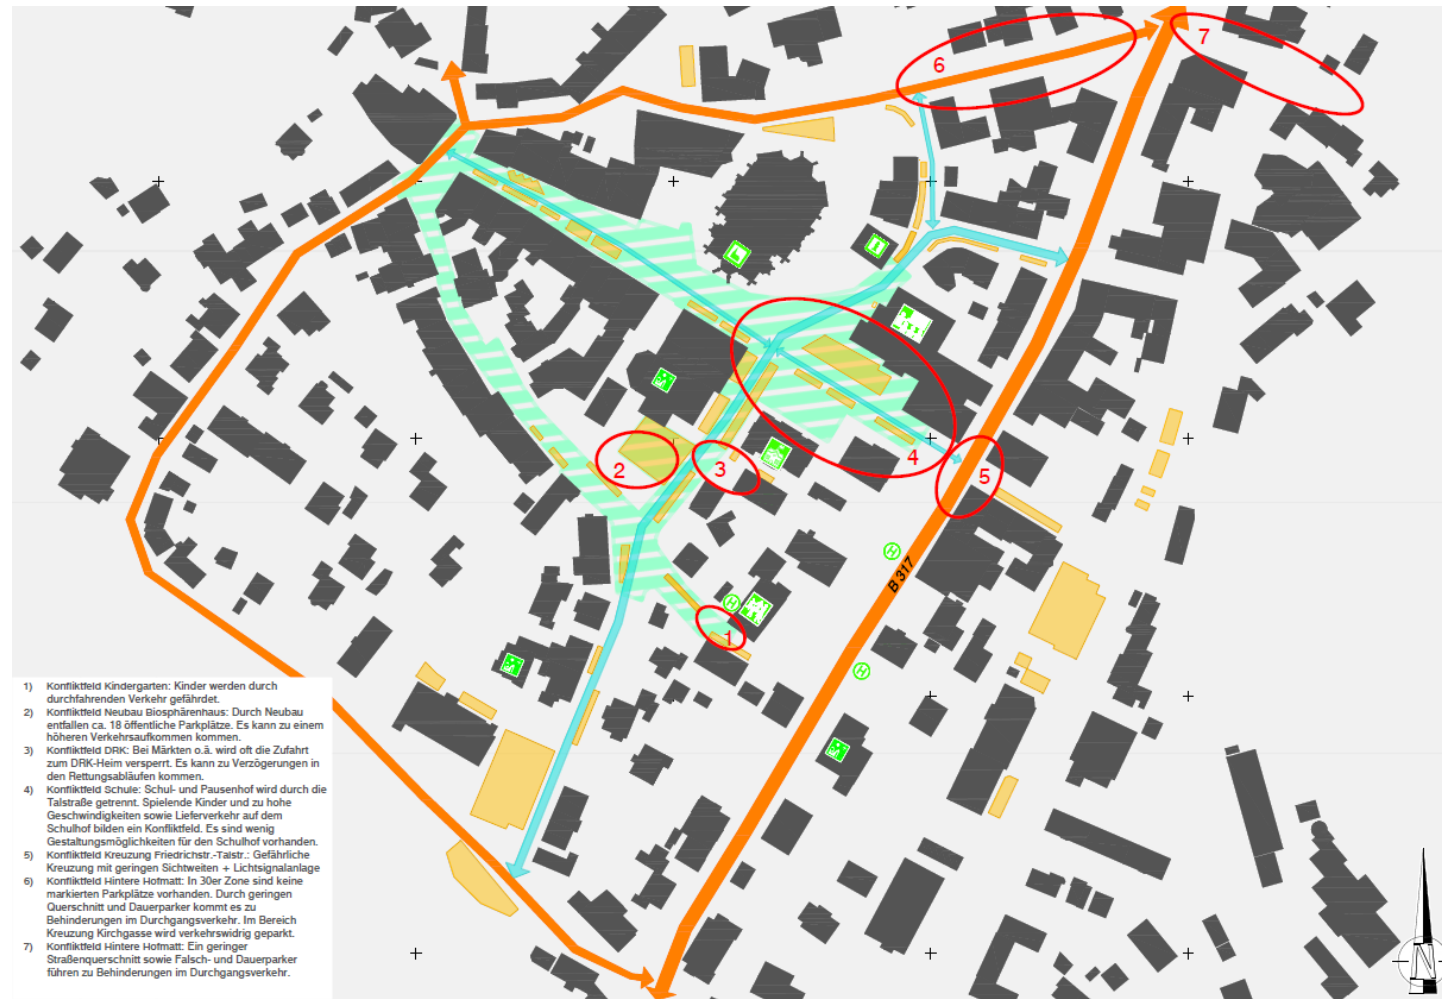 6
7
2
3
4
5
B 317
1
1) Konfliktfeld Kindergarten: Kinder werden durch
durchfahrenden Verkehr gefährdet.
2) Konfliktfeld Neubau Biosphärenhaus: Durch Neubau
entfallen ca. 18 öffentliche Parkplätze. Es kann zu einem
höheren Verkehrsaufkommen kommen.
3) Konfliktfeld DRK: Bei Märkten o.ä. wird oft die Zufahrt
zum DRK-Heim versperrt. Es kann zu Verzögerungen in
den Rettungsabläufen kommen.
4) Konfliktfeld Schule: Schul- und Pausenhof wird durch die
Talstraße getrennt. Spielende Kinder und zu hohe
Geschwindigkeiten sowie Lieferverkehr auf dem
Schulhof bilden ein Konfliktfeld. Es sind wenig
Gestaltungsmöglichkeiten für den Schulhof vorhanden.
5) Konfliktfeld Kreuzung Friedrichstr.-Talstr.: Gefährliche
Kreuzung mit geringen Sichtweiten + Lichtsignalanlage
6) Konfliktfeld Hintere Hofmatt: In 30er Zone sind keine
markierten Parkplätze vorhanden. Durch geringen
Querschnitt und Dauerparker kommt es zu
Behinderungen im Durchgangsverkehr. Im Bereich
Kreuzung Kirchgasse wird verkehrswidrig geparkt.
7) Konfliktfeld Hintere Hofmatt: Ein geringer
Straßenquerschnitt sowie Falsch- und Dauerparker
führen zu Behinderungen im Durchgangsverkehr.
H
H
H
N